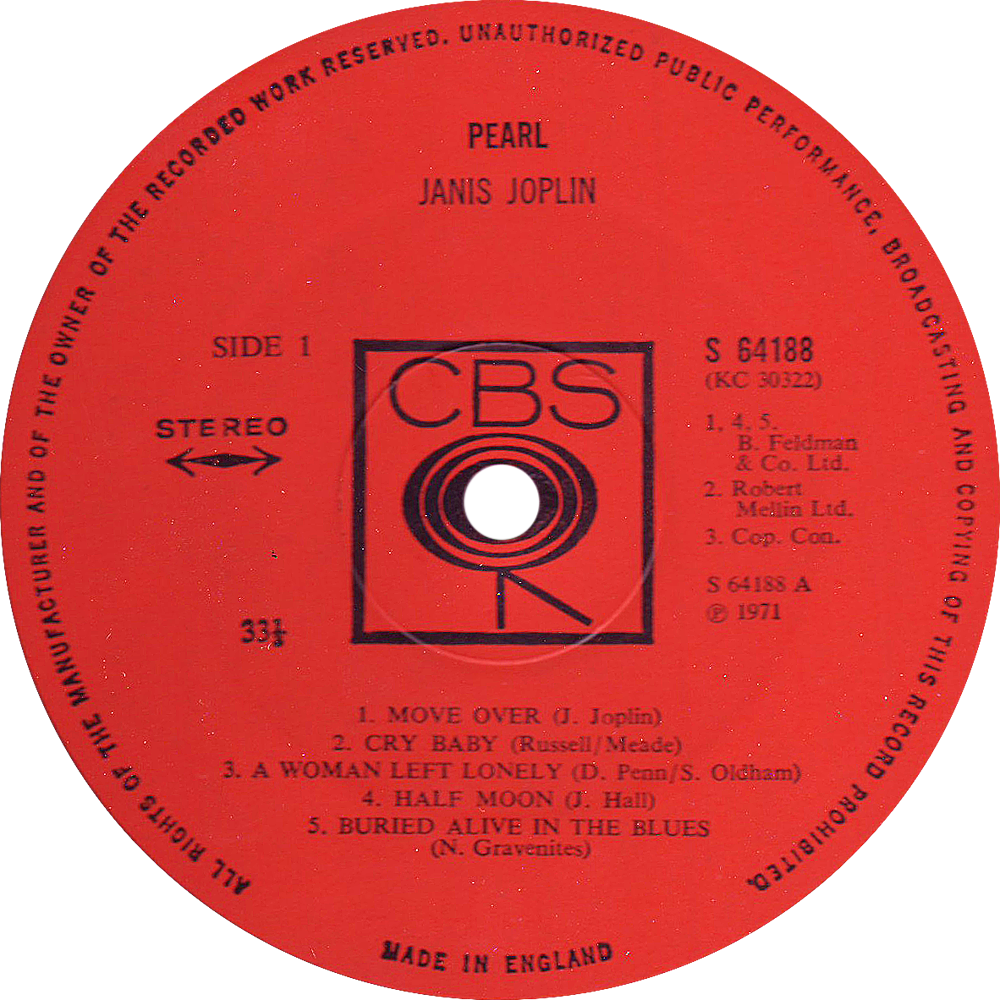 ALL RIGHTS OF THE MANUFACTURER AND OF THE OWNER OF THE RECORDED WORK RESERVED. UNAUTHORIZED PUBLIC PERFORMANCE, BROADCASTING AND COPYING OF THIS RECORD PROHIBITED.
PEARL
JANIS JOPLIN
SIDE 1
STEREO
33⅓
CBS
S 64188
(KC 30322)
1, 4, 5.
B. Feldman
& Co. Ltd.
2. Robert
Mellin Ltd.
3. Cop. Con.
S 64188 A
℗ 1971
1. MOVE OVER (J. Joplin)
2. CRY BABY (Russell/Meade)
3. A WOMAN LEFT LONELY (D. Penn/S. Oldham)
4. HALF MOON (J. Hall)
5. BURIED ALIVE IN THE BLUES
(N. Gravenites)
MADE IN ENGLAND